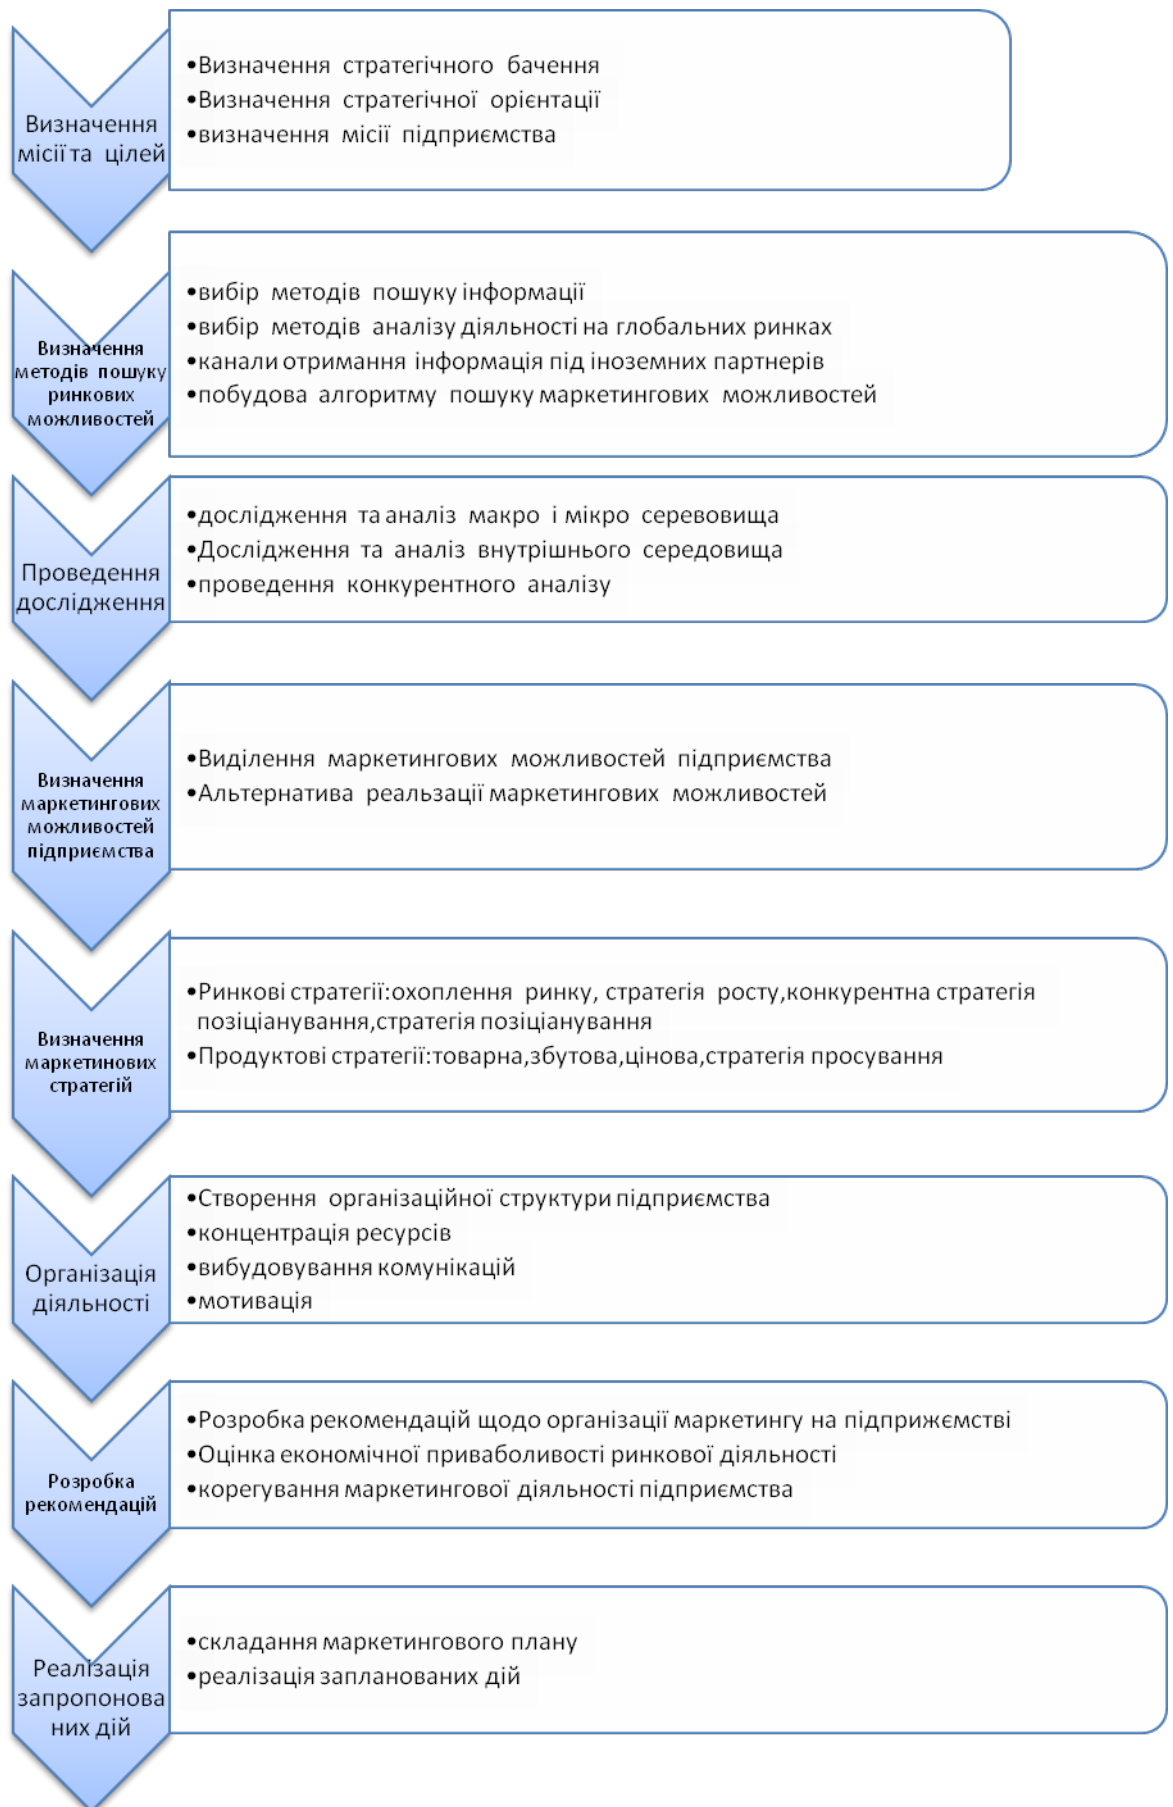 Визначення
місії та цілей
•Визначення стратегічного бачення
•Визначення стратегічної орієнтації
•визначення місії підприємства
Визначення
методів пошуку
ринкових
можливостей
•вибір методів пошуку інформації
•вибір методів аналізу діяльності на глобальних ринках
•канали отримання інформація під іноземних партнерів
•побудова алгоритму пошуку маркетингових можливостей
Проведення
дослідження
•дослідження та аналіз макро і мікро серевовища
•Дослідження та аналіз внутрішнього середовища
•проведення конкурентного аналізу
Визначення
маркетингових
можливостей
підприємства
•Виділення маркетингових можливостей підприємства
•Альтернатива реальзації маркетингових можливостей
Визначення
маркетинових
стратегій
•Ринкові стратегії:охоплення ринку, стратегія росту,конкурентна стратегія
позіціанування,стратегія позіціанування
•Продуктові стратегії:товарна,збутова,цінова,стратегія просування
Організація
діяльності
•Створення організаційної структури підприємства
•концентрація ресурсів
•вибудовування комунікацій
•мотивація
Розробка
рекомендацій
•Розробка рекомендацій щодо організації маркетингу на підприжємстві
•Оцінка економічної приваболивості ринкової діяльності
•корегування маркетингової діяльності підприємства
Реалізація
запропонова
них дій
•складання маркетингового плану
•реалізація запланованих дій